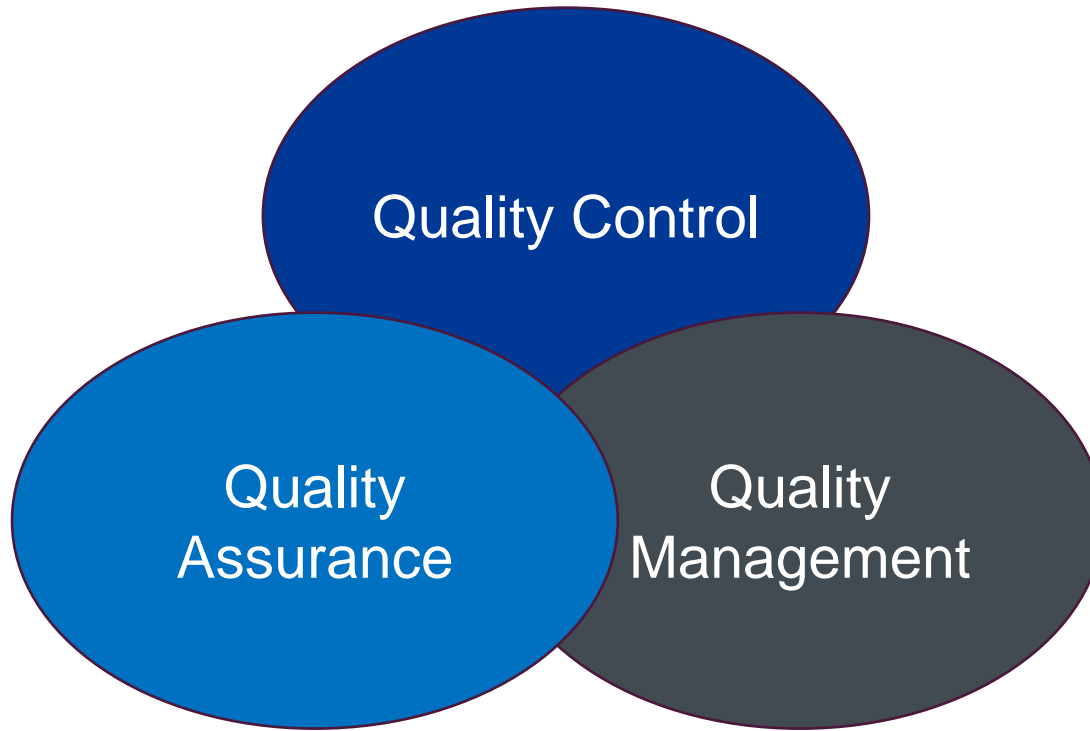 Quality Control
Quality
Assurance
Quality
Management